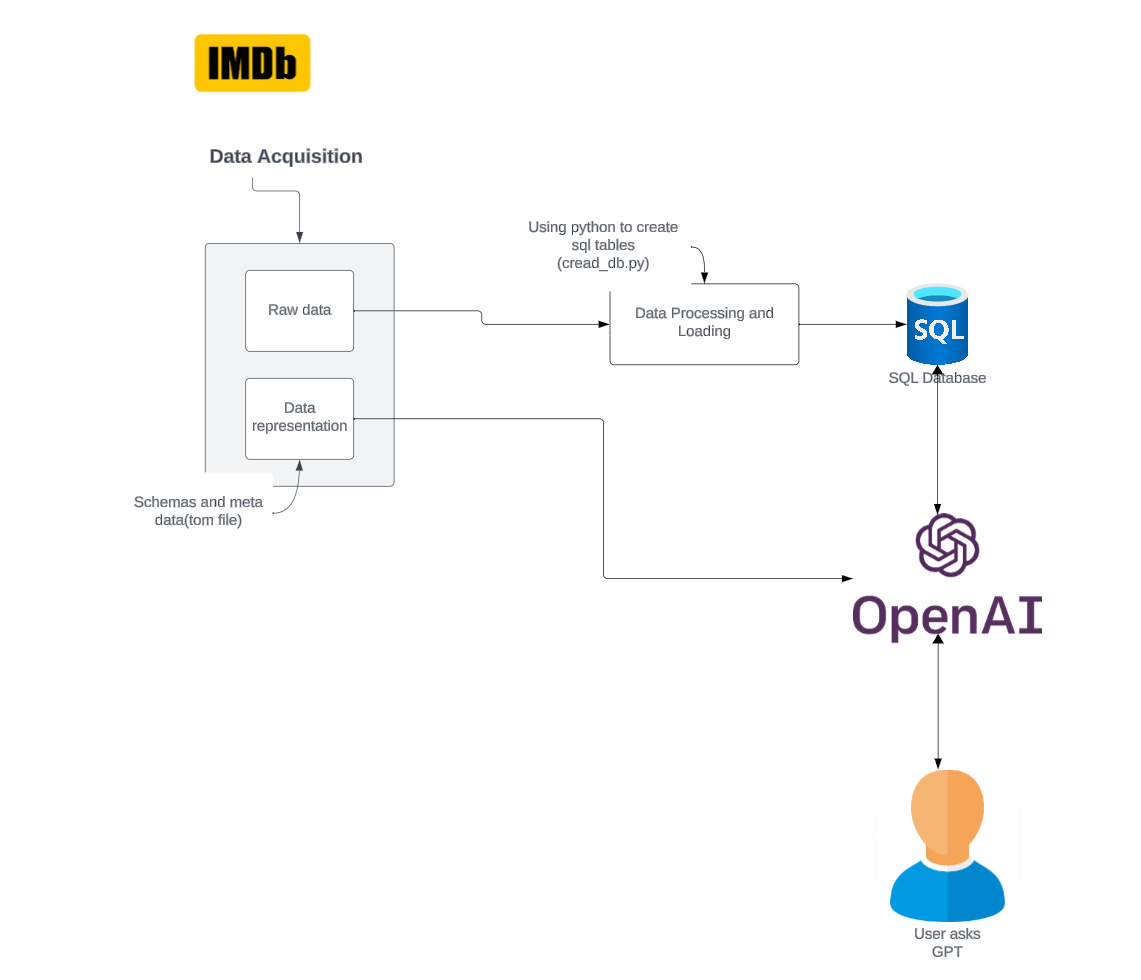 IMDb
Data Acquisition
Using python to create
sql tables
(cread_db.py)
Raw data
Data Processing and
Loading
SQL
SQL Database
Data
representation
Schemas and meta
data(tom file)
OpenAI
User asks
GPT